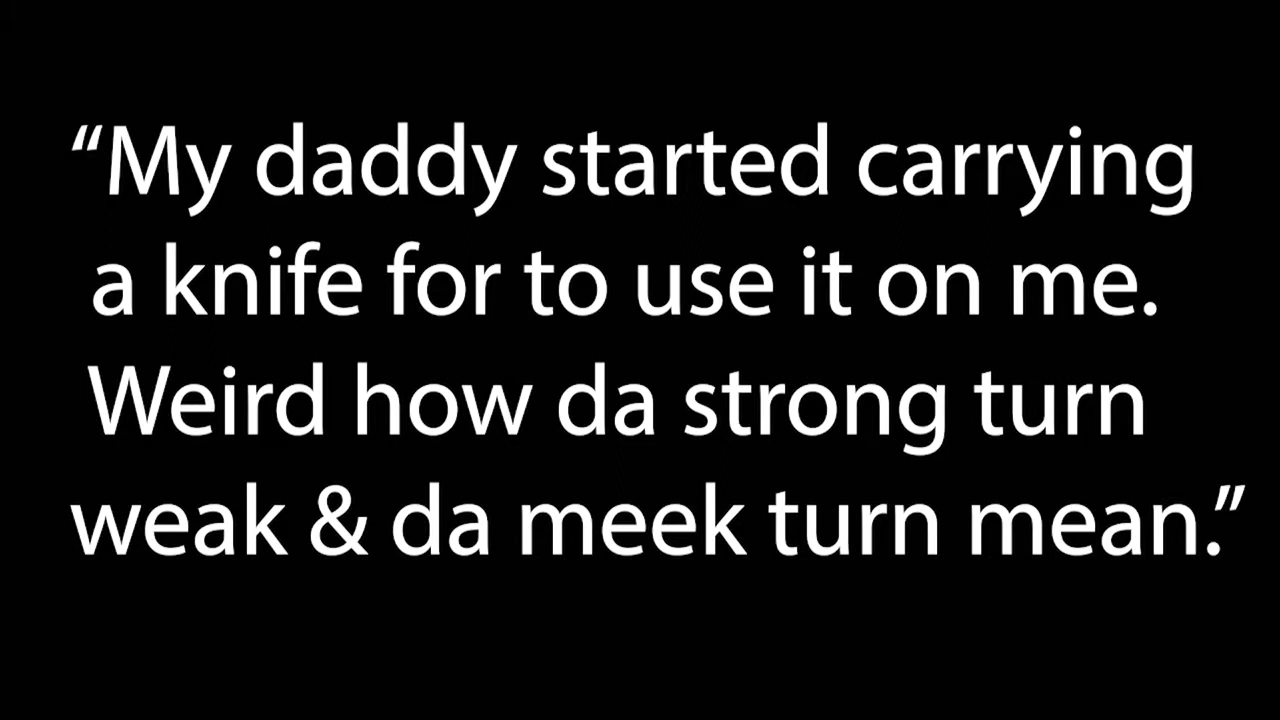 “My daddy started carrying
a knife for to use it on me.
Weird how da strong turn
weak & da meek turn mean.”